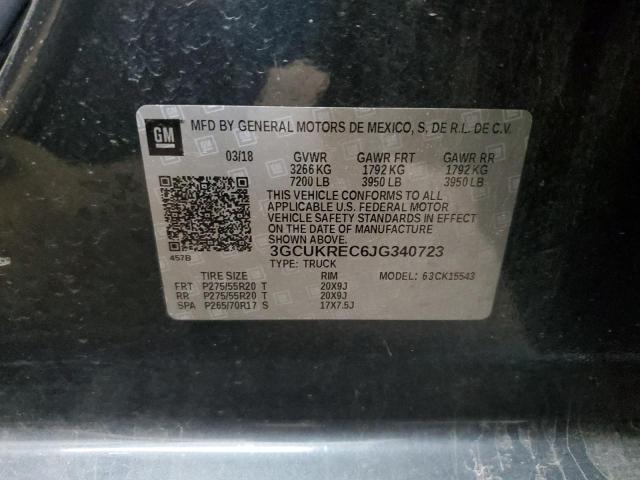 GM MFD BY GENERAL MOTORS DE MEXICO, S. DE R.L. DE C.V.
03/18 GVWR GAWR FRT GAWR RR
3266 KG 1792 KG 1792 KG
7200 LB 3950 LB 3950 LB
THIS VEHICLE CONFORMS TO ALL
APPLICABLE U.S. FEDERAL MOTOR
VEHICLE SAFETY STANDARDS IN EFFECT
ON THE DATE OF MANUFACTURE
SHOWN ABOVE.
457B 3GCUKREC6JG340723
TYPE: TRUCK
TIRE SIZE RIM MODEL: 63CK15543
FRT P275/55R20 T 20X9J
RR P275/55R20 T 20X9J
SPA P265/70R17 S 17X7.5J